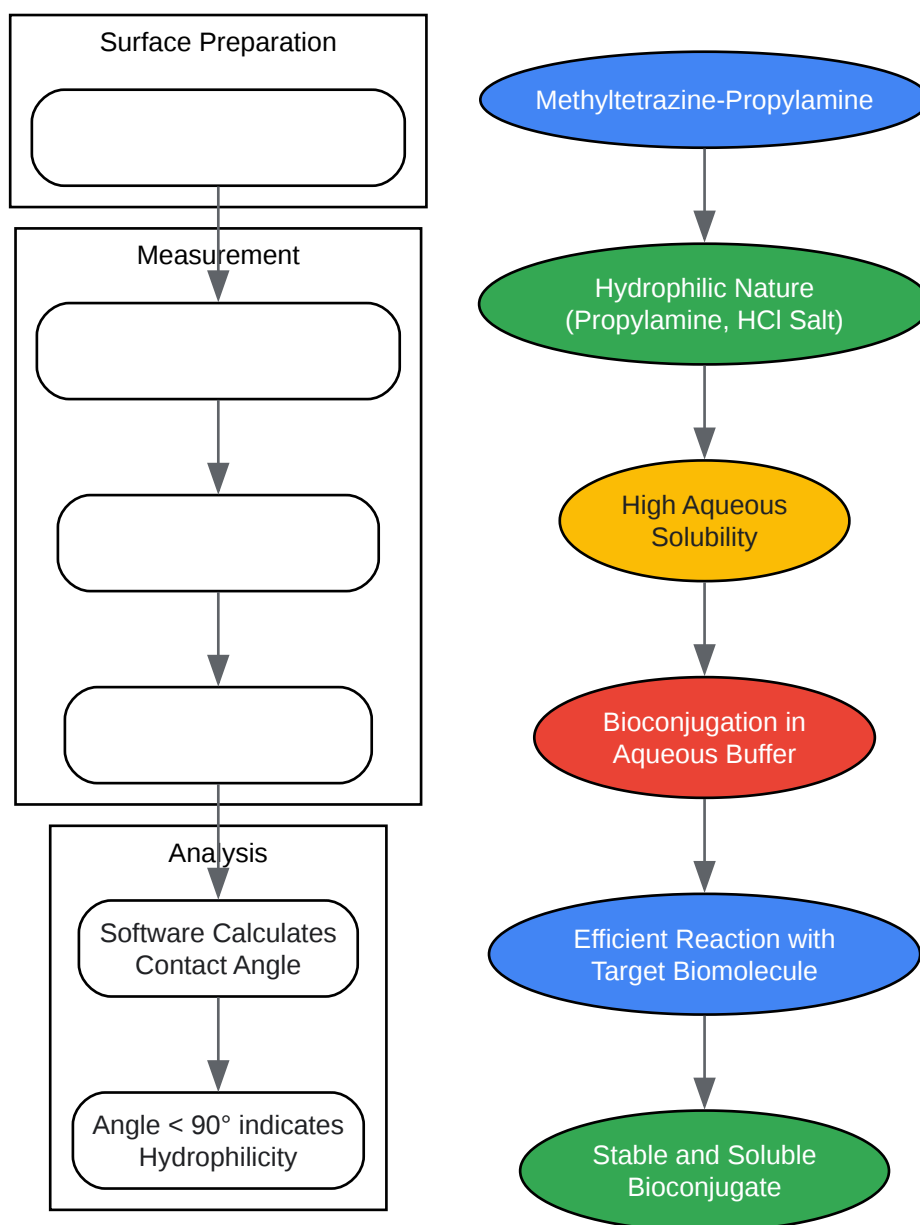 Surface Preparation
Measurement
Analysis
Software Calculates
Contact Angle
Angle < 90° indicates
Hydrophilicity
Methyltetrazine-Propylamine
Hydrophilic Nature
(Propylamine, HCl Salt)
High Aqueous
Solubility
Bioconjugation in
Aqueous Buffer
Efficient Reaction with
Target Biomolecule
Stable and Soluble
Bioconjugate